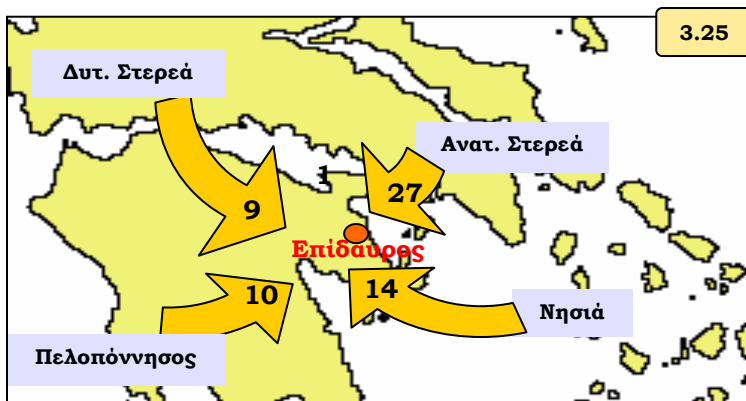 3.25
Δυτ. Στερεά
Ανατ. Στερεά
1
27
9
Επίδαυρος
10
14
Νησιά
Πελοπόννησος